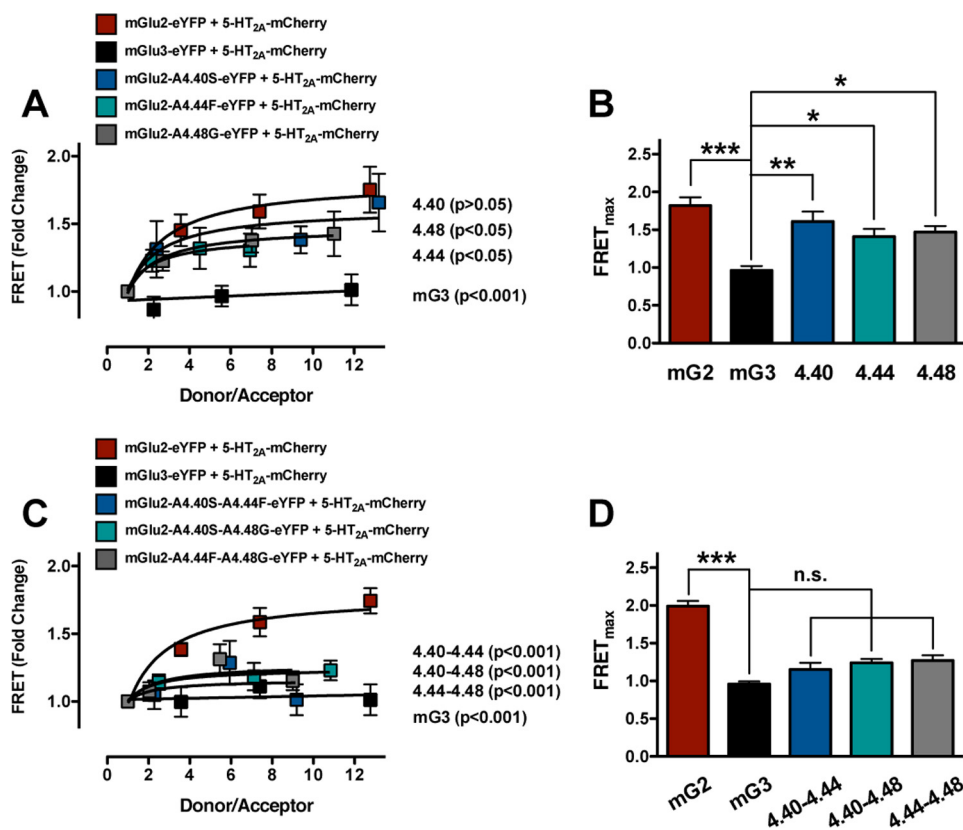 mGlu2-eYFP + 5-HT2A-mCherry
mGlu3-eYFP + 5-HT2A-mCherry
mGlu2-A4.40S-eYFP + 5-HT2A-mCherry
mGlu2-A4.44F-eYFP + 5-HT2A-mCherry
mGlu2-A4.48G-eYFP + 5-HT2A-mCherry
A
FRET (Fold Change)
2.0
1.5
1.0
0 2 4 6 8 10 12
Donor/Acceptor
4.40 (p>0.05)
4.48 (p<0.05)
4.44 (p<0.05)
mG3 (p<0.001)
B
FRETmax
2.5
2.0
1.5
1.0
0.5
0.0
*
*
*** **
mG2 mG3 4.40 4.44 4.48
mGlu2-eYFP + 5-HT2A-mCherry
mGlu3-eYFP + 5-HT2A-mCherry
mGlu2-A4.40S-A4.44F-eYFP + 5-HT2A-mCherry
mGlu2-A4.40S-A4.48G-eYFP + 5-HT2A-mCherry
mGlu2-A4.44F-A4.48G-eYFP + 5-HT2A-mCherry
C
FRET (Fold Change)
2.0
1.5
1.0
0 2 4 6 8 10 12
Donor/Acceptor
4.40-4.44 (p<0.001)
4.40-4.48 (p<0.001)
4.44-4.48 (p<0.001)
mG3 (p<0.001)
D
FRETmax
2.5
2.0
1.5
1.0
0.5
0.0
***
n.s.
mG2
mG3
4.40-4.44
4.40-4.48
4.44-4.48